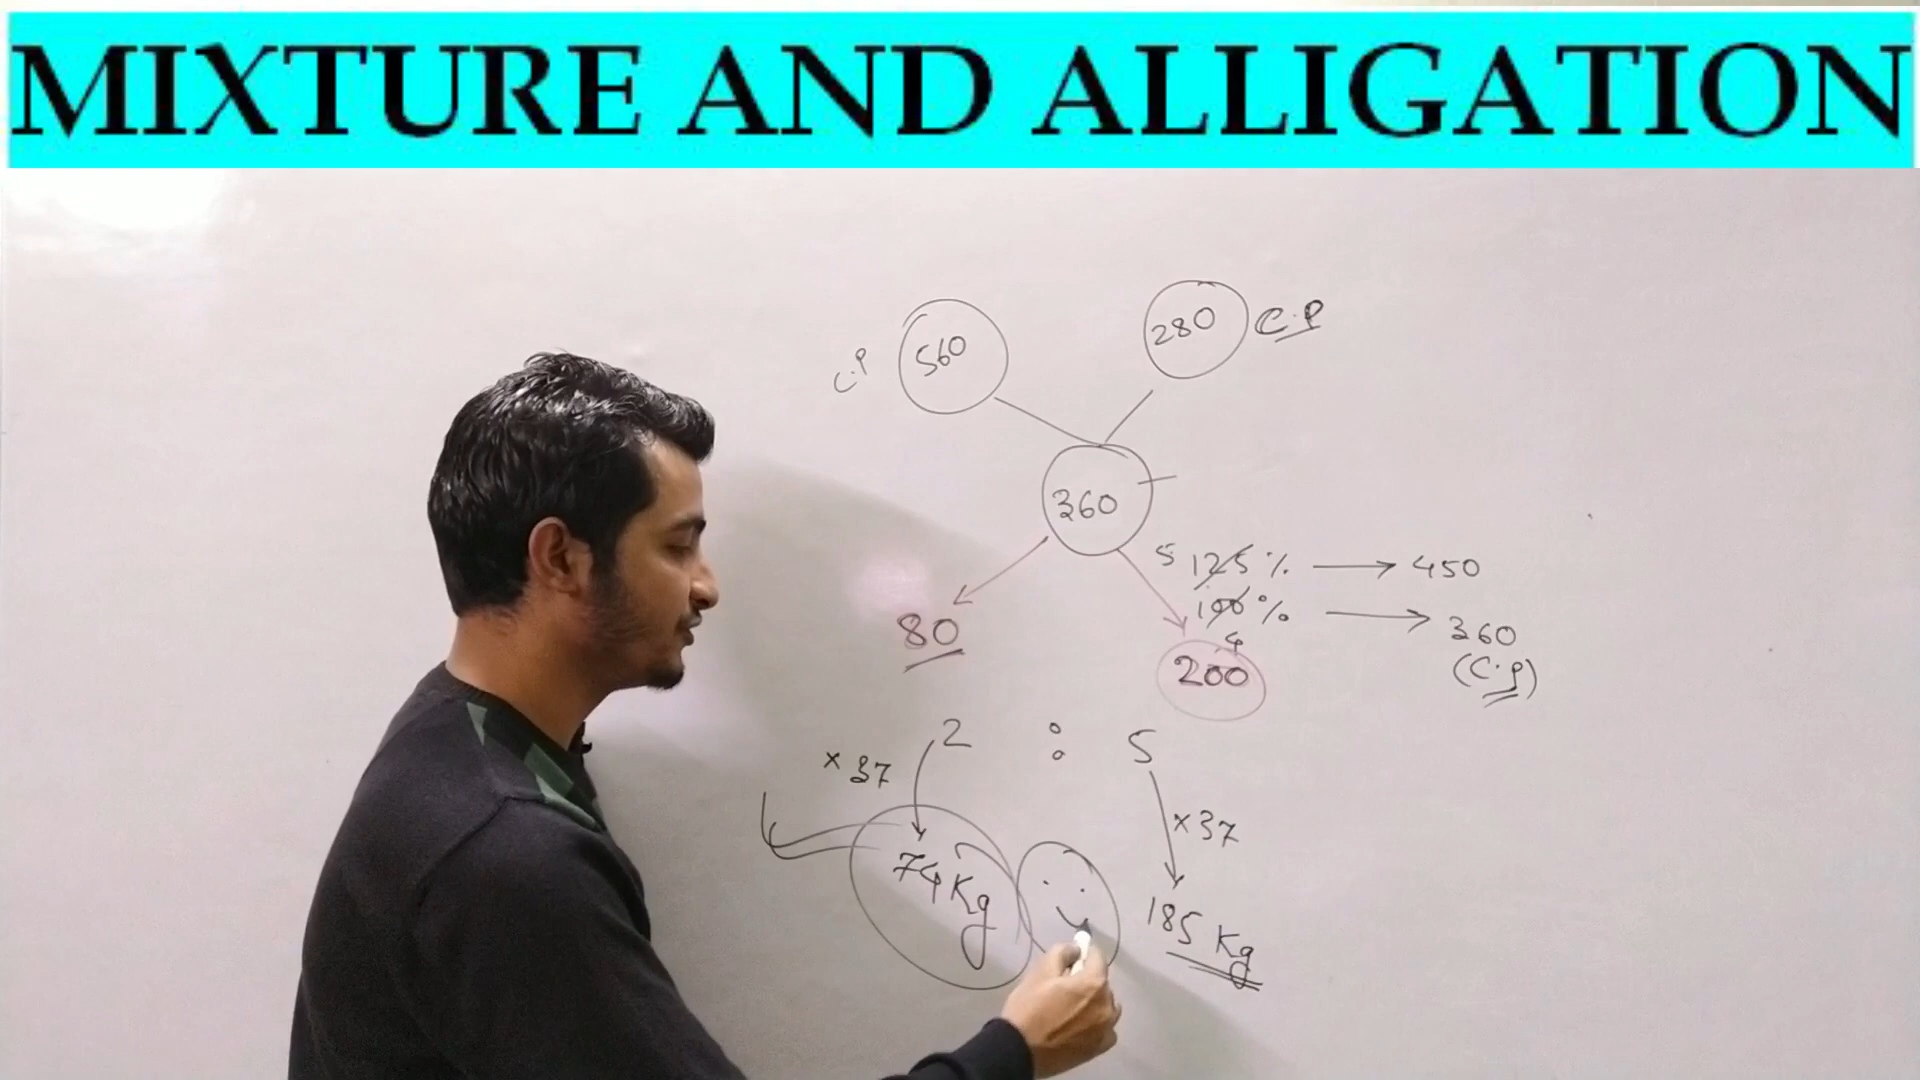 MIXTURE AND ALLIGATION
280 C.P
C.P 560
360
5 125% → 450
100% → 360
4 (C.P)
80 200
2 : 5
×37
×37
74 Kg
185 Kg